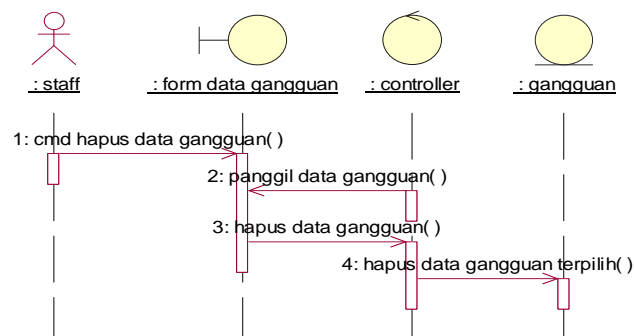 : staff
: form data gangguan
: controller
: gangguan
1: cmd hapus data gangguan( )
2: panggil data gangguan( )
3: hapus data gangguan( )
4: hapus data gangguan terpilih( )